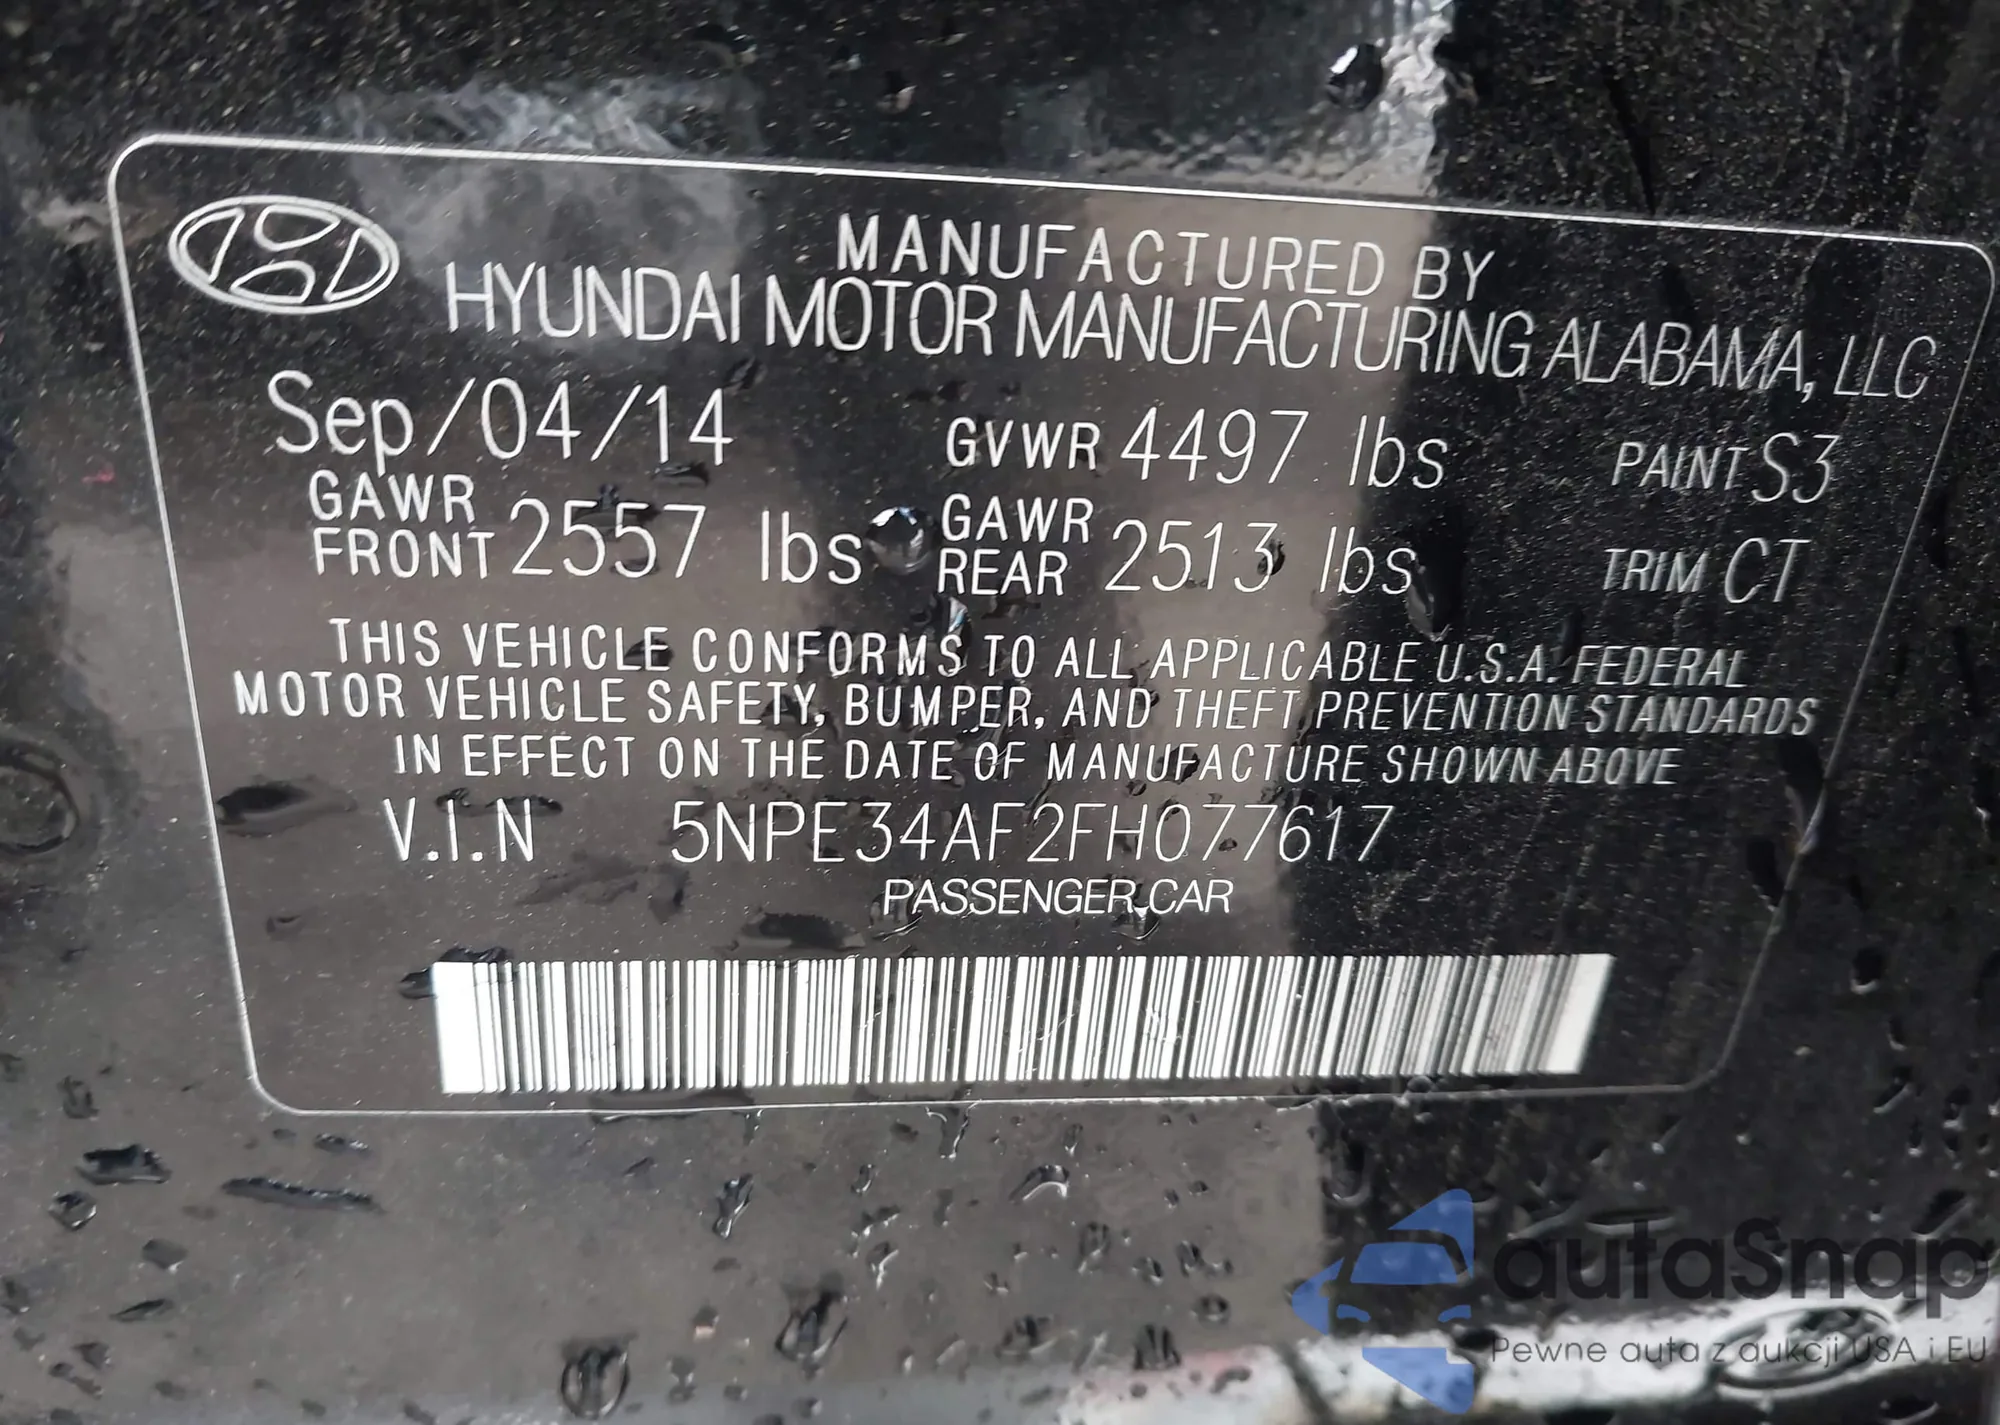 MANUFACTURED BY
HYUNDAI MOTOR MANUFACTURING ALABAMA, LLC
Sep/04/14 GVWR 4497 lbs PAINT S3
GAWR FRONT 2557 lbs GAWR REAR 2513 lbs TRIM CT
THIS VEHICLE CONFORMS TO ALL APPLICABLE U.S.A. FEDERAL
MOTOR VEHICLE SAFETY, BUMPER, AND THEFT PREVENTION STANDARDS
IN EFFECT ON THE DATE OF MANUFACTURE SHOWN ABOVE
V.I.N 5NPE34AF2FH077617
PASSENGER CAR
autaSnap
Pewne auta z aukcji USA i EU